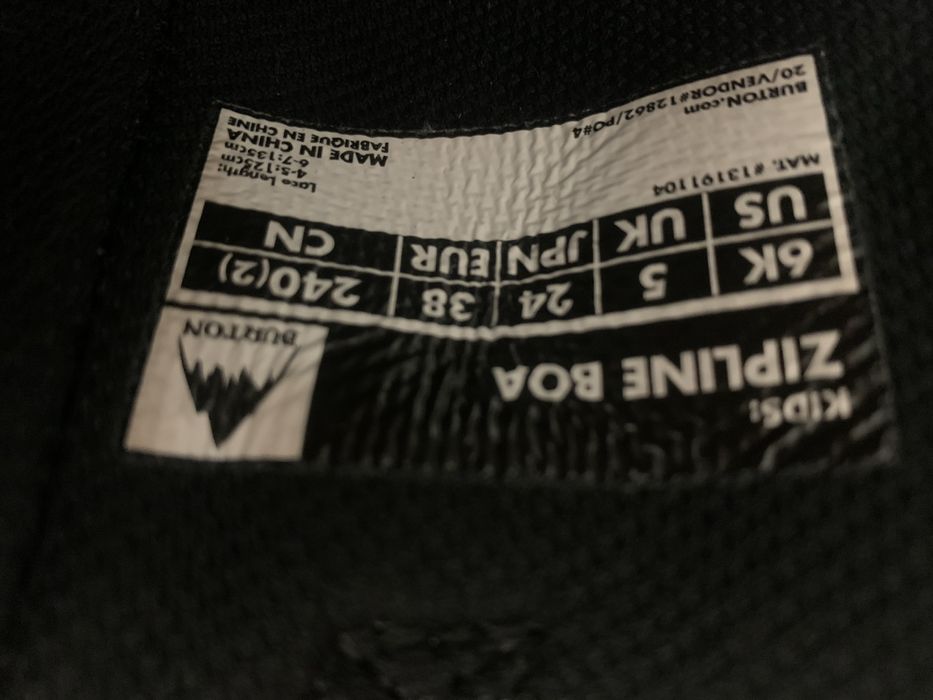 KIDS:
ZIPLINE BOA
BURTON
6K 5 24 38 240(2)
US UK JPN EUR CN
MAT. #13191104
BURTON.com
20/VENDOR#12862/PO#4
Lace Length:
4-5:125cm
6-7:135cm
MADE IN CHINA
FABRIQUE EN CHINE